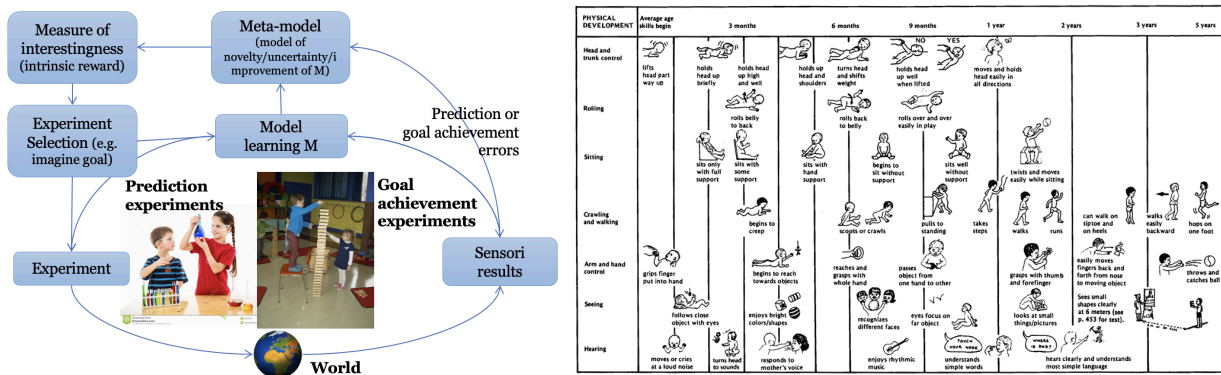 Measure of
interestingness
(intrinsic reward)
Meta-model
(model of
novelty/uncertainty/i
mprovement of M)
Experiment
Selection (e.g.
imagine goal)
Model
learning M
Prediction or
goal achievement
errors
Prediction
experiments
Goal
achievement
experiments
Experiment
Sensori
results
World
PHYSICAL
DEVELOPMENT
Average age
skills begin
3 months
6 months
9 months
1 year
2 years
3 years
5 years
Head and
trunk control
lifts
head part
way up
holds
head up
briefly
holds head
up high
and well
holds up
head and
shoulders
turns head
and shifts
weight
NO
YES
holds
head up
well
when lifted
moves and holds
head easily in
all directions
Rolling
rolls belly
to back
rolls back
to belly
rolls over and over
easily in play
Sitting
sits only
with full
support
sits with
some
support
sits with
hand
support
begins to
sit without
support
sits well
without
support
twists and moves
easily while sitting
Crawling
and walking
begins to
creep
scoots or crawls
pulls to
standing
takes
steps
walks
runs
can walk on
tiptoe and
on heels
walks
easily
backward
hops on
one foot
Arm and hand
control
grips finger
put into hand
begins to reach
towards objects
reaches and
grasps with
whole hand
passes
object from
one hand to other
grasps with thumb
and forefinger
easily moves
fingers back and
forth from nose
to moving object
throws and
catches ball
Seeing
follows close
object with eyes
enjoys bright
colors/shapes
recognizes
different faces
eyes focus on
far object
looks at small
things/pictures
Sees small
shapes clearly
at 6 meters (see
p. 453 for test).
Hearing
moves or cries
at a loud noise
turns head
to sounds
responds to
mother's voice
enjoys rhythmic
music
TOUCH
YOUR NOSE
understands
simple words
WHERE
IS DAD?
hears clearly and understands
most simple language